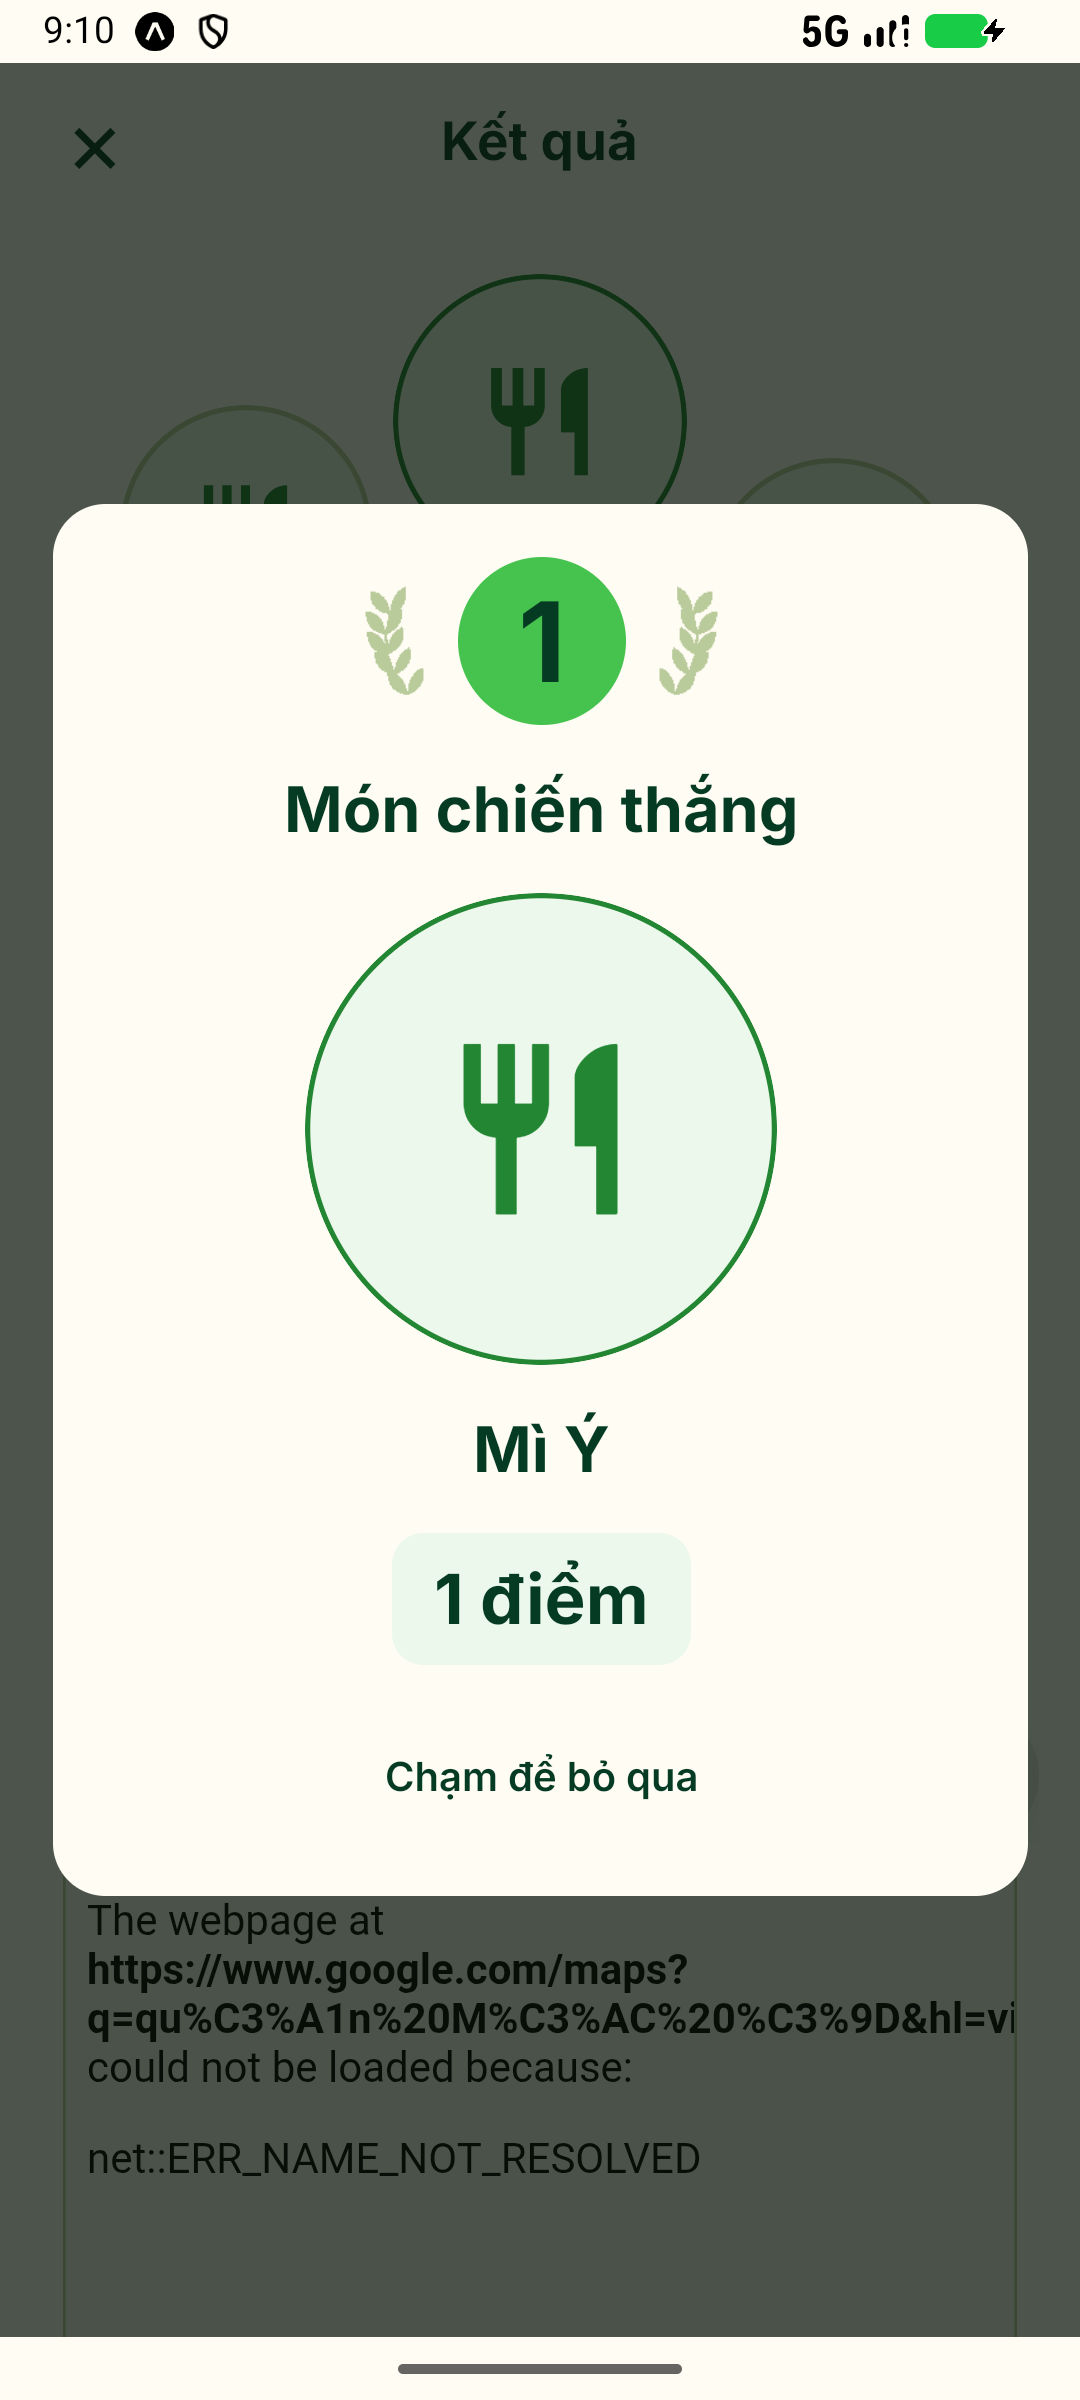 9:10
5G
Kết quả
1
Món chiến thắng
Mì Ý
1 điểm
Chạm để bỏ qua
The webpage at
https://www.google.com/maps?
q=qu%C3%A1n%20M%C3%AC%20%C3%9D&hl=vi
could not be loaded because:
net::ERR_NAME_NOT_RESOLVED